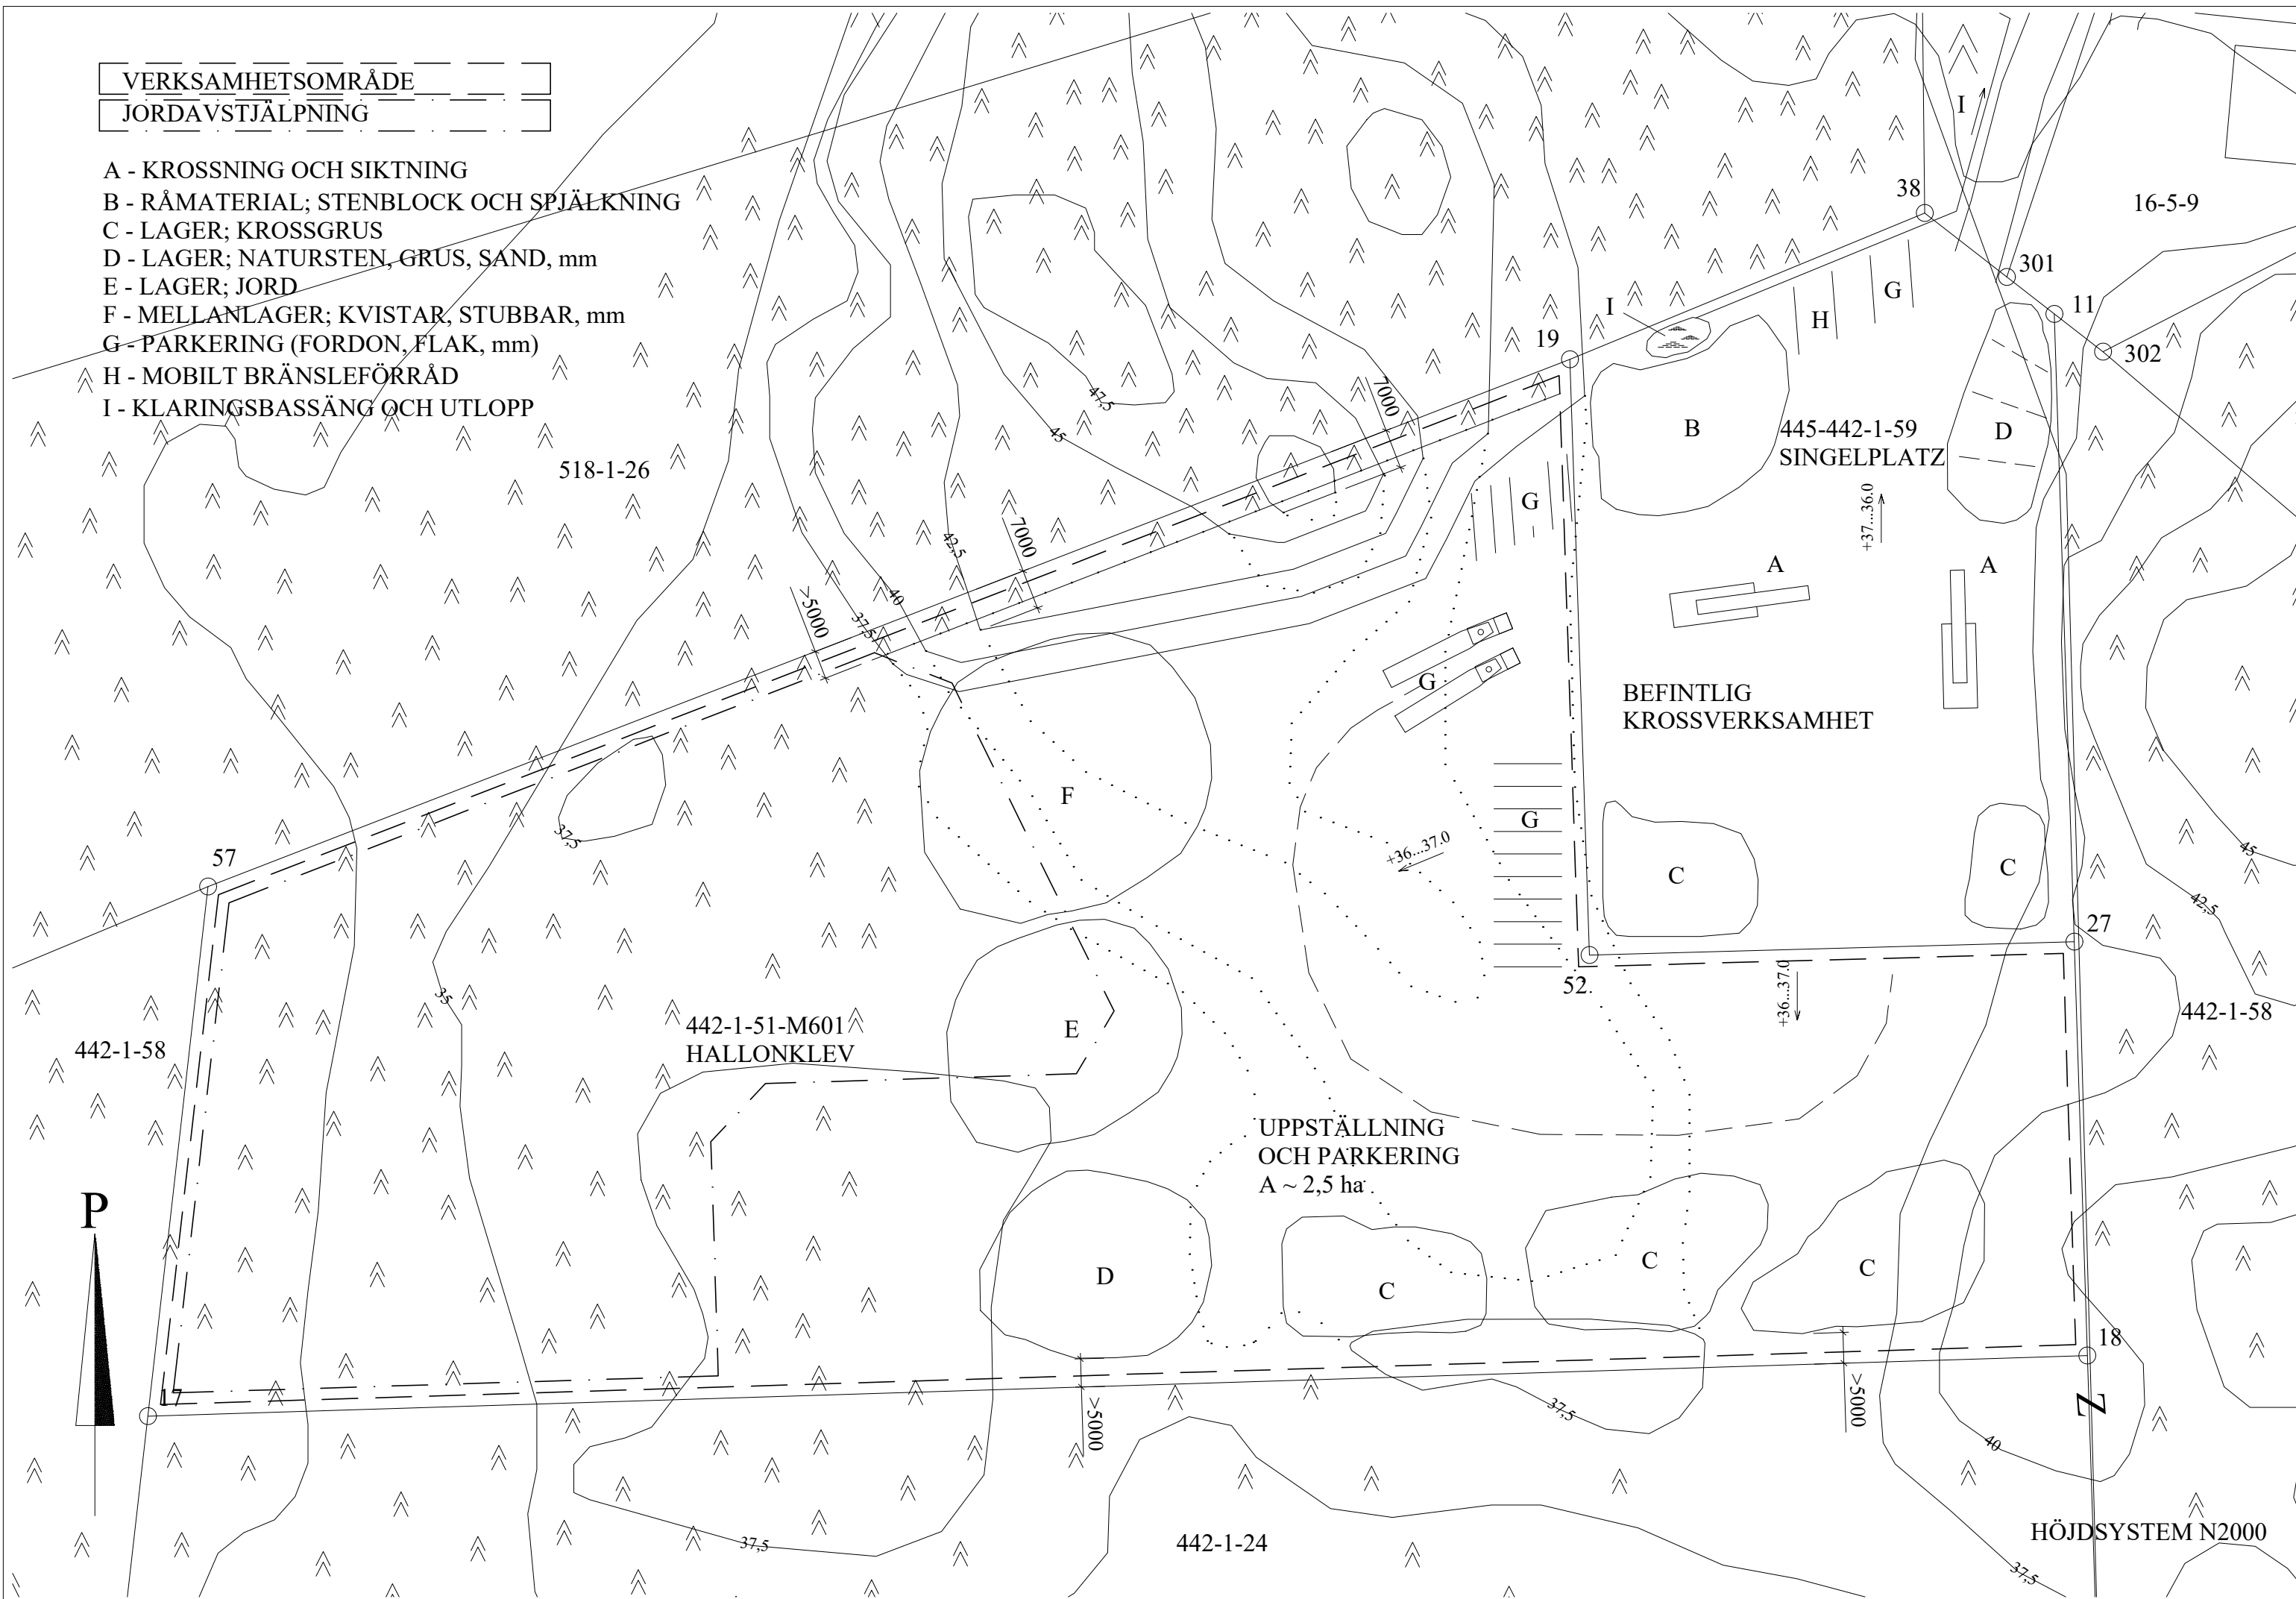 VERKSAMHETSOMRÅDE
JORDAVSTJÄLPNING
A - KROSSNING OCH SIKTNING
B - RÅMATERIAL; STENBLOCK OCH SPJÄLKNING
C - LAGER; KROSSGRUS
D - LAGER; NATURSTEN, GRUS, SAND, mm
E - LAGER; JORD
F - MELLANLAGER; KVISTAR, STUBBAR, mm
G - PARKERING (FORDON, FLAK, mm)
H - MOBILT BRÄNSLEFÖRRÅD
I - KLARINGSBASSÄNG OCH UTLOPP
I
38
16-5-9
301
G
I
H
11
19
302
7000
47,5
45
B
445-442-1-59
SINGELPLATZ
D
518-1-26
G
+37...36.0
7000
42,5
A
A
40
>5000
37,5
G
BEFINTLIG
KROSSVERKSAMHET
F
G
37,5
+36...37.0
45
57
C
C
42,5
27
35
52
+36...37.0
442-1-51-M601
HALLONKLEV
E
442-1-58
442-1-58
UPPSTÄLLNING
OCH PARKERING
A ~ 2,5 ha
P
D
C
C
C
18
17
>5000
>5000
37,5
Z
40
37,5
442-1-24
HÖJDSYSTEM N2000
37,5